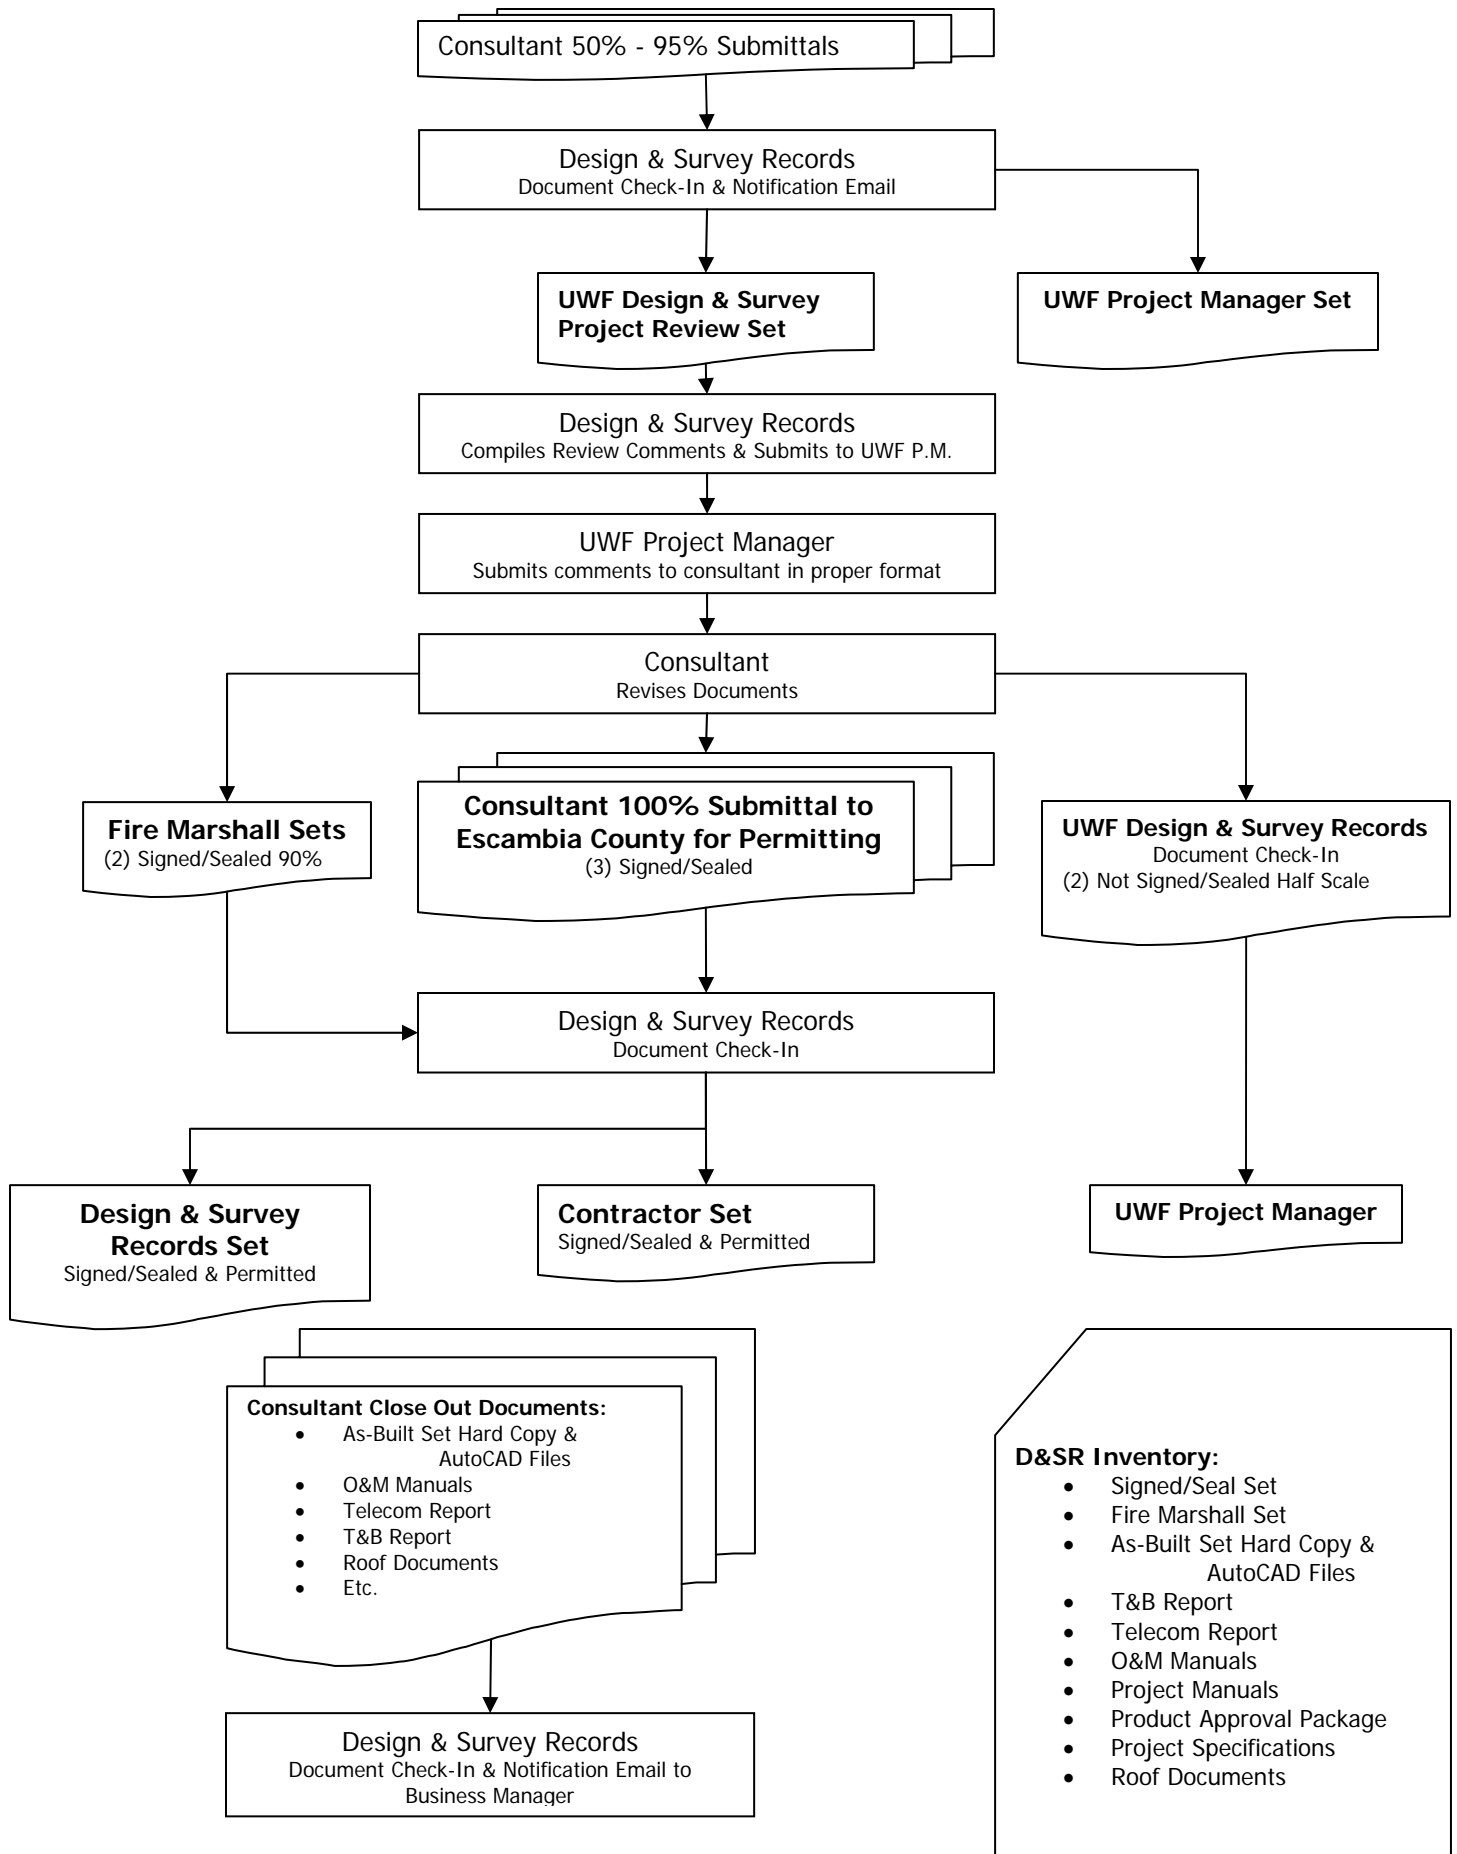 Consultant 50% - 95% Submittals
Design & Survey Records
Document Check-In & Notification Email
UWF Design & Survey
Project Review Set
UWF Project Manager Set
Design & Survey Records
Compiles Review Comments & Submits to UWF P.M.
UWF Project Manager
Submits comments to consultant in proper format
Consultant
Revises Documents
Fire Marshall Sets
(2) Signed/Sealed 90%
Consultant 100% Submittal to
Escambia County for Permitting
(3) Signed/Sealed
UWF Design & Survey Records
Document Check-In
(2) Not Signed/Sealed Half Scale
Design & Survey Records
Document Check-In
Design & Survey
Records Set
Signed/Sealed & Permitted
Contractor Set
Signed/Sealed & Permitted
UWF Project Manager
Consultant Close Out Documents:
• As-Built Set Hard Copy &
AutoCAD Files
• O&M Manuals
• Telecom Report
• T&B Report
• Roof Documents
• Etc.
Design & Survey Records
Document Check-In & Notification Email to
Business Manager
D&SR Inventory:
• Signed/Seal Set
• Fire Marshall Set
• As-Built Set Hard Copy &
AutoCAD Files
• T&B Report
• Telecom Report
• O&M Manuals
• Project Manuals
• Product Approval Package
• Project Specifications
• Roof Documents